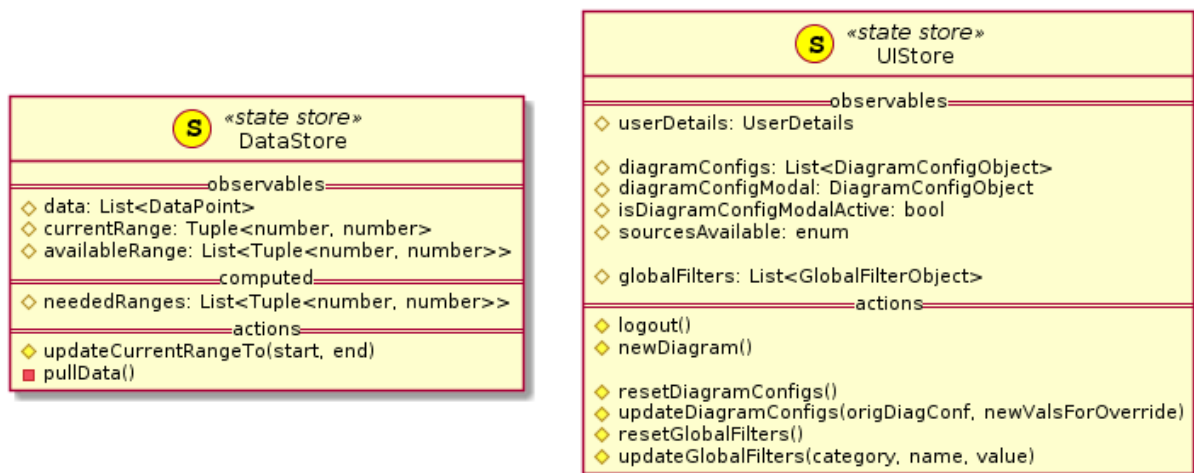 S «state store»
DataStore
observables
data: List<DataPoint>
currentRange: Tuple<number, number>
availableRange: List<Tuple<number, number>>
computed
neededRanges: List<Tuple<number, number>>
actions
updateCurrentRangeTo(start, end)
pullData()
S «state store»
UIStore
observables
userDetails: UserDetails
diagramConfigs: List<DiagramConfigObject>
diagramConfigModal: DiagramConfigObject
isDiagramConfigModalActive: bool
sourcesAvailable: enum
globalFilters: List<GlobalFilterObject>
actions
logout()
newDiagram()
resetDiagramConfigs()
updateDiagramConfigs(origDiagConf, newValsForOverride)
resetGlobalFilters()
updateGlobalFilters(category, name, value)